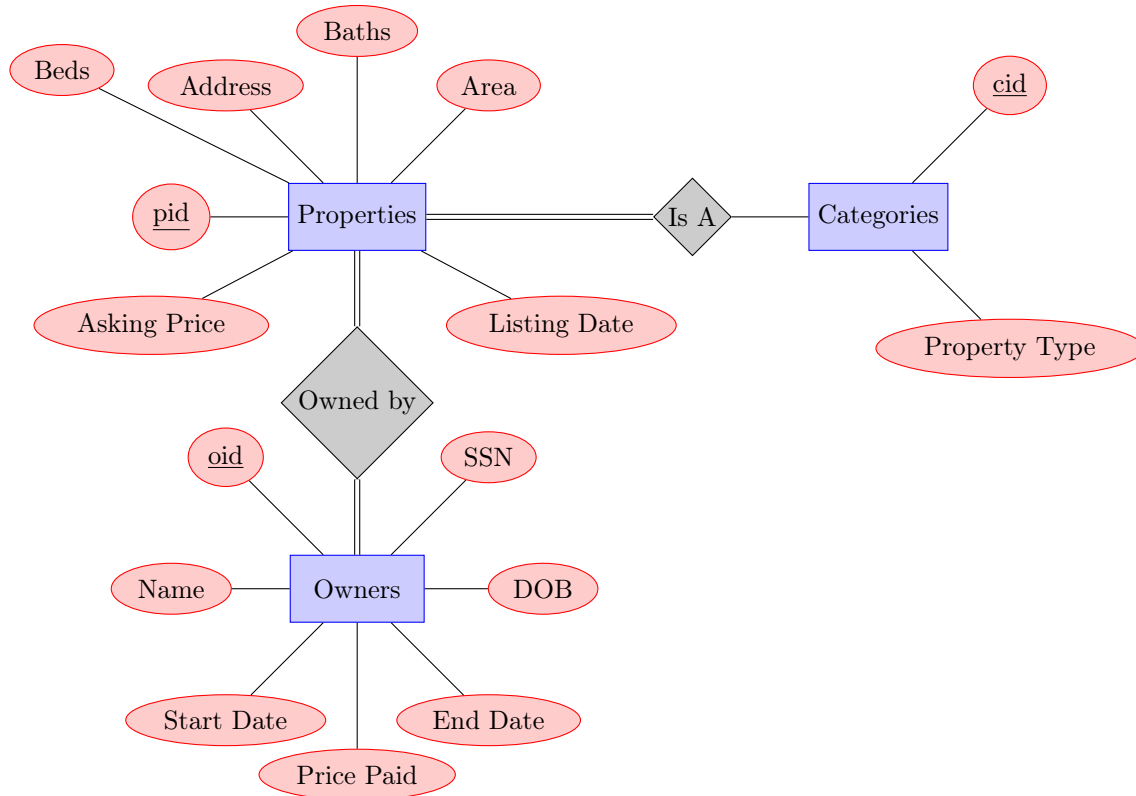 Baths
Beds
Address
Area
cid
pid
Properties
Is A
Categories
Asking Price
Listing Date
Property Type
Owned by
oid
SSN
Name
Owners
DOB
Start Date
End Date
Price Paid